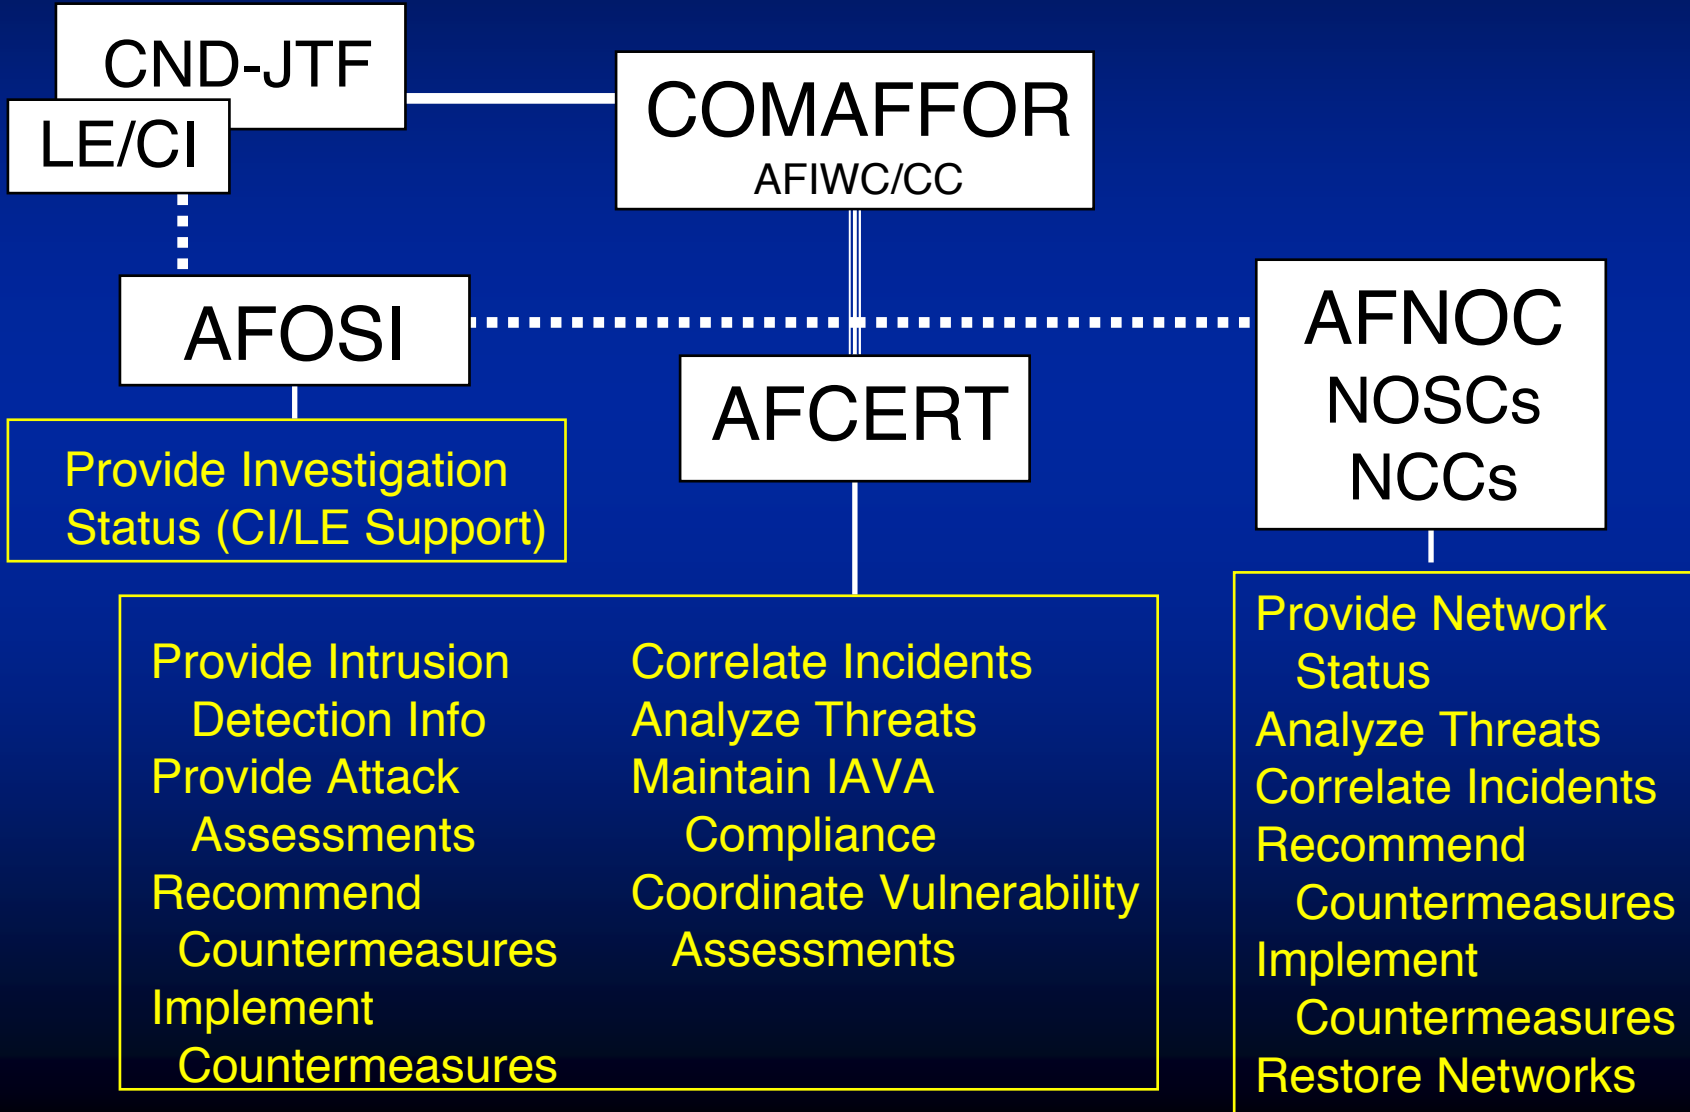 CND-JTF
LE/CI
COMAFFOR
AFIWC/CC
AFOSI
AFCERT
AFNOC
NOSCs
NCCs
Provide Investigation
Status (CI/LE Support)
Provide Intrusion
Detection Info
Provide Attack
Assessments
Recommend
Countermeasures
Implement
Countermeasures
Correlate Incidents
Analyze Threats
Maintain IAVA
Compliance
Coordinate Vulnerability
Assessments
Provide Network
Status
Analyze Threats
Correlate Incidents
Recommend
Countermeasures
Implement
Countermeasures
Restore Networks